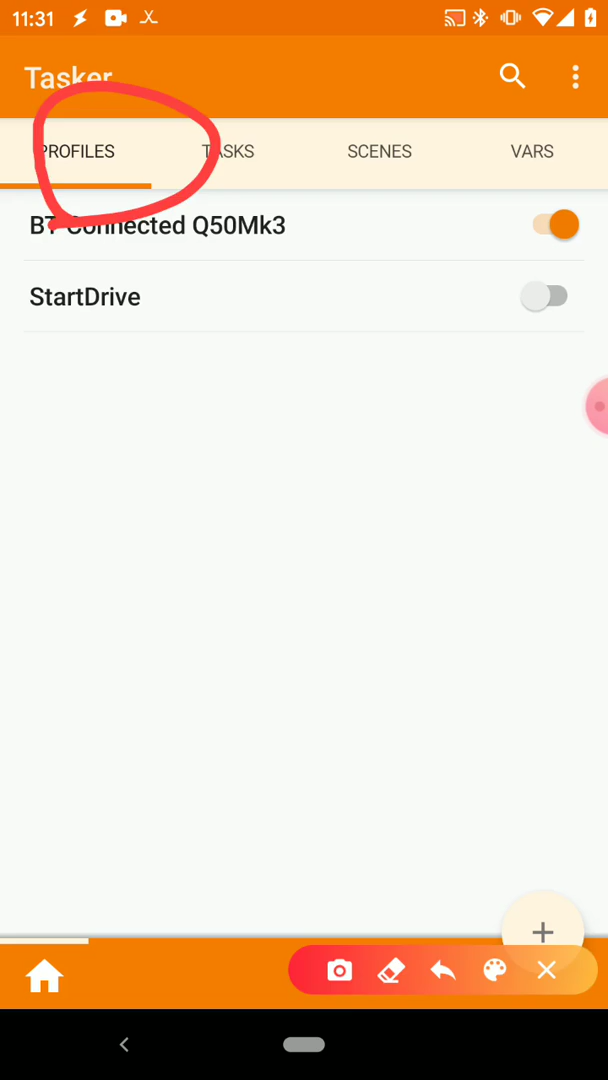 11:31
Tasker
PROFILES TASKS SCENES VARS
BT Connected Q50Mk3
StartDrive